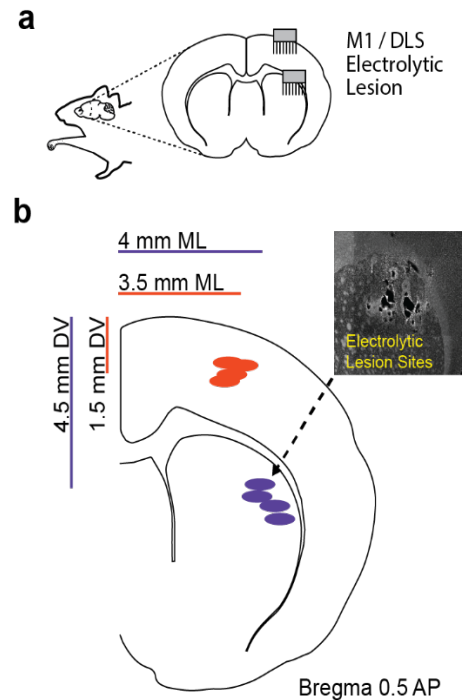 a
M1 / DLS
Electrolytic
Lesion
b
4 mm ML
3.5 mm ML
4.5 mm DV
1.5 mm DV
Electrolytic
Lesion Sites
Bregma 0.5 AP